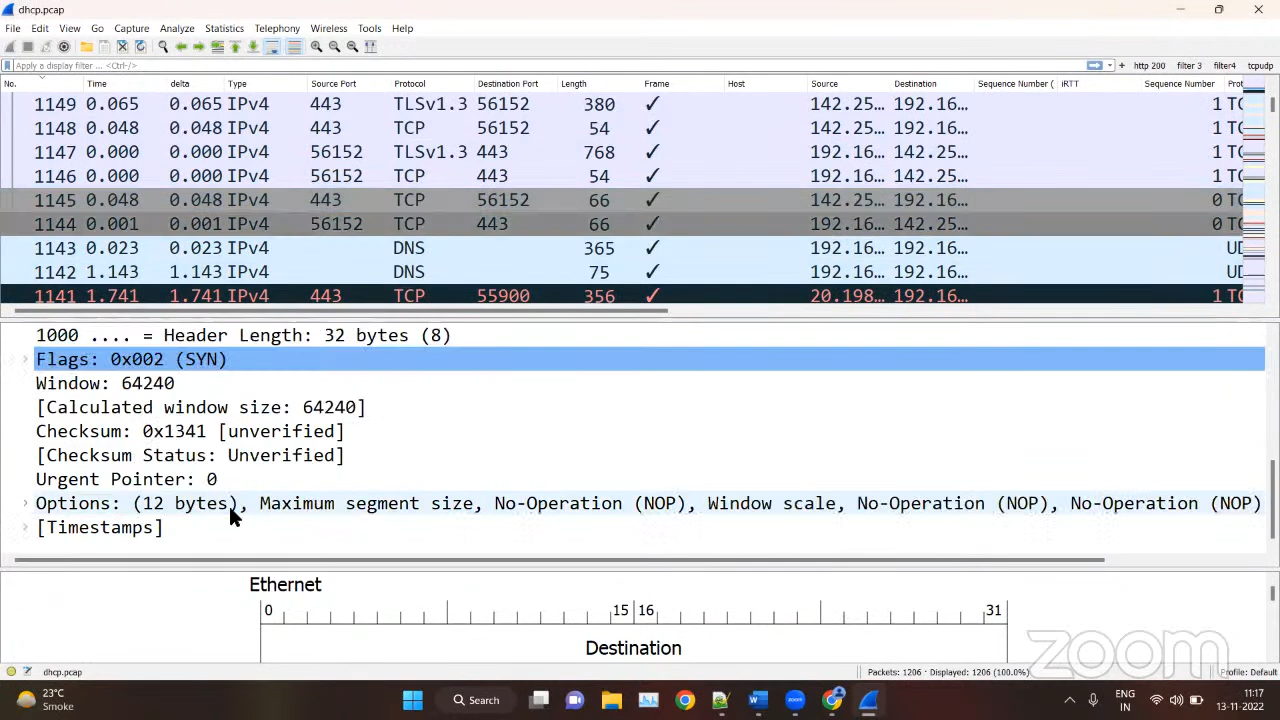 dhcp.pcap
File Edit View Go Capture Analyze Statistics Telephony Wireless Tools Help
Apply a display filter ... <Ctrl-/> + http 200 filter 3 filter4 tcpudp
No. Time delta Type Source Port Protocol Destination Port Length Frame Host Source Destination Sequence Number ( iRTT Sequence Number Prot
1149 0.065 0.065 IPv4 443 TLSv1.3 56152 380 ✓ 142.25… 192.16… 1 TC
1148 0.048 0.048 IPv4 443 TCP 56152 54 ✓ 142.25… 192.16… 1 TC
1147 0.000 0.000 IPv4 56152 TLSv1.3 443 768 ✓ 192.16… 142.25… 1 TC
1146 0.000 0.000 IPv4 56152 TCP 443 54 ✓ 192.16… 142.25… 1 TC
1145 0.048 0.048 IPv4 443 TCP 56152 66 ✓ 142.25… 192.16… 0 TC
1144 0.001 0.001 IPv4 56152 TCP 443 66 ✓ 192.16… 142.25… 0 TC
1143 0.023 0.023 IPv4 DNS 365 ✓ 192.16… 192.16… UD
1142 1.143 1.143 IPv4 DNS 75 ✓ 192.16… 192.16… UD
1141 1.741 1.741 IPv4 443 TCP 55900 356 ✓ 20.198… 192.16… 1 TC
1000 .... = Header Length: 32 bytes (8)
Flags: 0x002 (SYN)
Window: 64240
[Calculated window size: 64240]
Checksum: 0x1341 [unverified]
[Checksum Status: Unverified]
Urgent Pointer: 0
Options: (12 bytes), Maximum segment size, No-Operation (NOP), Window scale, No-Operation (NOP), No-Operation (NOP)
[Timestamps]
Ethernet
0 15 16 31
Destination
zoom
dhcp.pcap Packets: 1206 · Displayed: 1206 (100.0%) Profile: Default
23°C
Smoke
Search
ENG
IN
11:17
13-11-2022